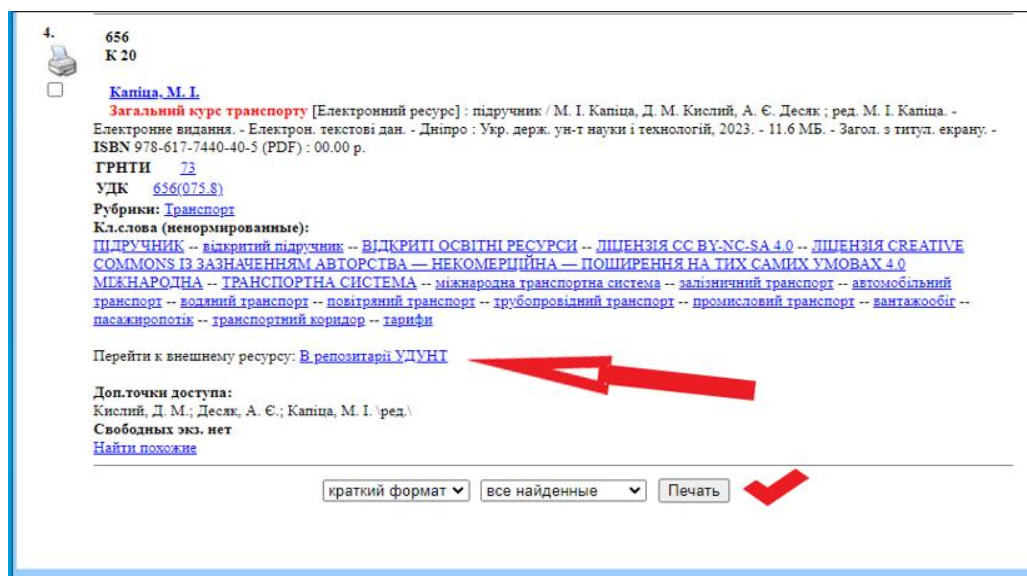 4.
656
К 20
Капіца, М. І.
Загальний курс транспорту [Електронний ресурс] : підручник / М. І. Капіца, Д. М. Кислий, А. Є. Десяк ; ред. М. І. Капіца. -
Електронне видання. - Електрон. текстові дан. - Дніпро : Укр. держ. ун-т науки і технологій, 2023. - 11.6 МБ. - Загол. з титул. екрану. -
ISBN 978-617-7440-40-5 (PDF) : 00.00 р.
ГРНТИ 73
УДК 656(075.8)
Рубрики: Транспорт
Кл.слова (ненормированные):
ПІДРУЧНИК -- відкритий підручник -- ВІДКРИТІ ОСВІТНІ РЕСУРСИ -- ЛІЦЕНЗІЯ CC BY-NC-SA 4.0 -- ЛІЦЕНЗІЯ CREATIVE
COMMONS ІЗ ЗАЗНАЧЕННЯМ АВТОРСТВА — НЕКОМЕРЦІЙНА — ПОШИРЕННЯ НА ТИХ САМИХ УМОВАХ 4.0
МІЖНАРОДНА -- ТРАНСПОРТНА СИСТЕМА -- міжнародна транспортна система -- залізничний транспорт -- автомобільний
транспорт -- водяний транспорт -- повітряний транспорт -- трубопровідний транспорт -- промисловий транспорт -- вантажообіг --
пасажиропотік -- транспортний коридор -- тарифи
Перейти к внешнему ресурсу: В репозитарії УДУНТ
Доп.точки доступа:
Кислий, Д. М.; Десяк, А. Є.; Капіца, М. І. \ред.\
Свободных экз. нет
Найти похожие
краткий формат все найденные Печать